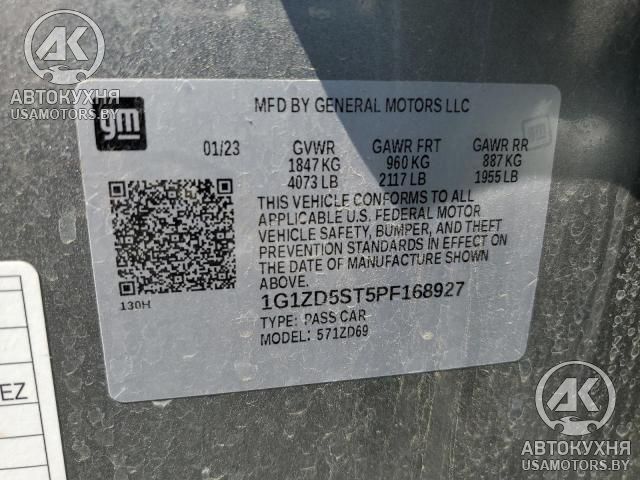 АВТОКУХНЯ
USAMOTORS.BY
gm
MFD BY GENERAL MOTORS LLC
01/23 GVWR GAWR FRT GAWR RR
1847 KG 960 KG 887 KG
4073 LB 2117 LB 1955 LB
THIS VEHICLE CONFORMS TO ALL
APPLICABLE U.S. FEDERAL MOTOR
VEHICLE SAFETY, BUMPER, AND THEFT
PREVENTION STANDARDS IN EFFECT ON
THE DATE OF MANUFACTURE SHOWN
ABOVE.
130H
1G1ZD5ST5PF168927
TYPE: PASS CAR
MODEL: 571ZD69
EZ
АК
АВТОКУХНЯ
USAMOTORS.BY